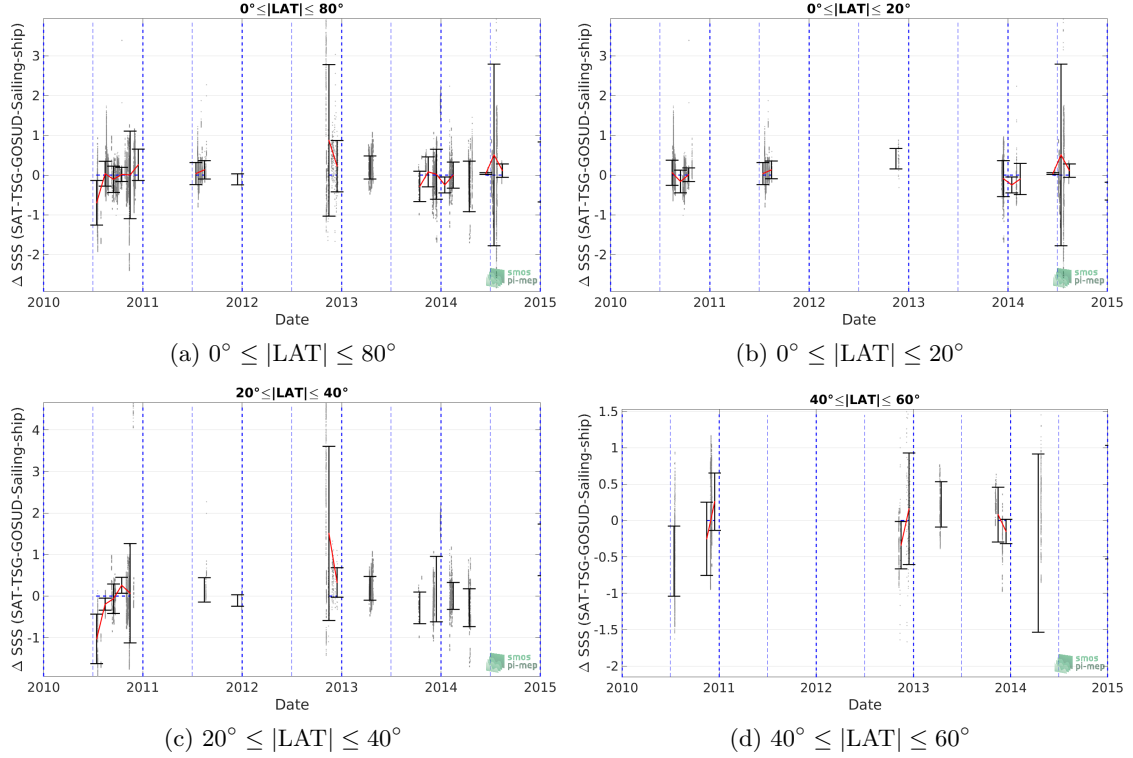 0°≤|LAT|≤ 80°
Δ SSS (SAT-TSG-GOSUD-Sailing-ship)
3
2
1
0
-1
-2
2010 2011 2012 2013 2014 2015
Date
smos
pi-mep
(a) 0° ≤ |LAT| ≤ 80°
0°≤|LAT|≤ 20°
Δ SSS (SAT-TSG-GOSUD-Sailing-ship)
3
2
1
0
-1
-2
2010 2011 2012 2013 2014 2015
Date
smos
pi-mep
(b) 0° ≤ |LAT| ≤ 20°
20°≤|LAT|≤ 40°
Δ SSS (SAT-TSG-GOSUD-Sailing-ship)
4
3
2
1
0
-1
2010 2011 2012 2013 2014 2015
Date
smos
pi-mep
(c) 20° ≤ |LAT| ≤ 40°
40°≤|LAT|≤ 60°
Δ SSS (SAT-TSG-GOSUD-Sailing-ship)
1.5
1
0.5
0
-0.5
-1
-1.5
-2
2010 2011 2012 2013 2014 2015
Date
smos
pi-mep
(d) 40° ≤ |LAT| ≤ 60°